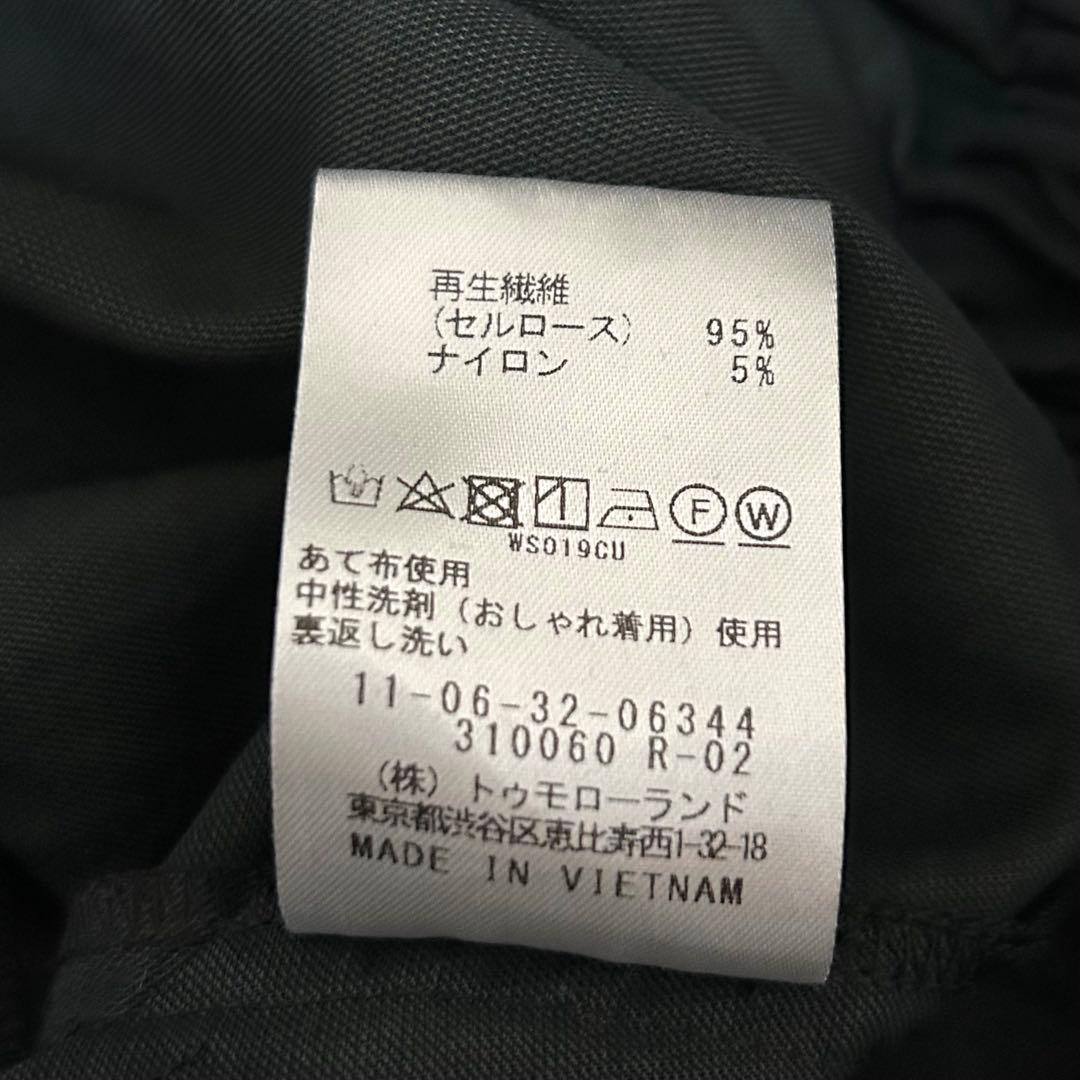 再生繊維
(セルロース) 95%
ナイロン 5%
F W
WS019CU
あて布使用
中性洗剤(おしゃれ着用)使用
裏返し洗い
11-06-32-06344
310060 R-02
(株)トゥモローランド
東京都渋谷区恵比寿西1-32-18
MADE IN VIETNAM